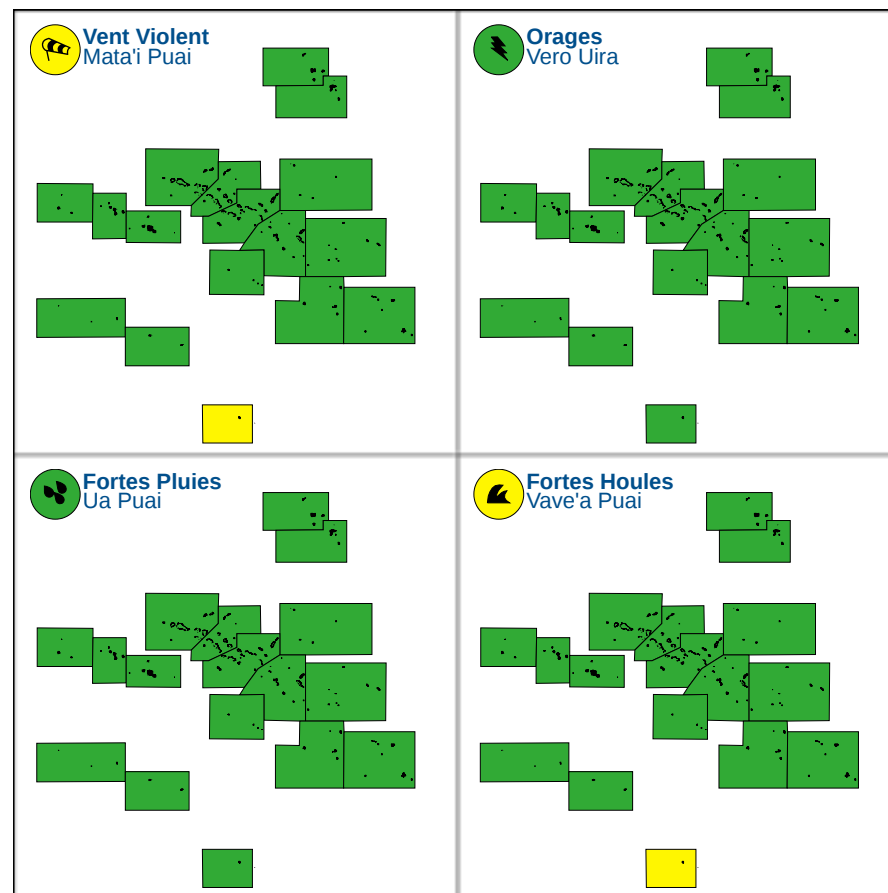 Vent Violent
Mata'i Puai
Orages
Vero Uira
Fortes Pluies
Ua Puai
Fortes Houles
Vave'a Puai